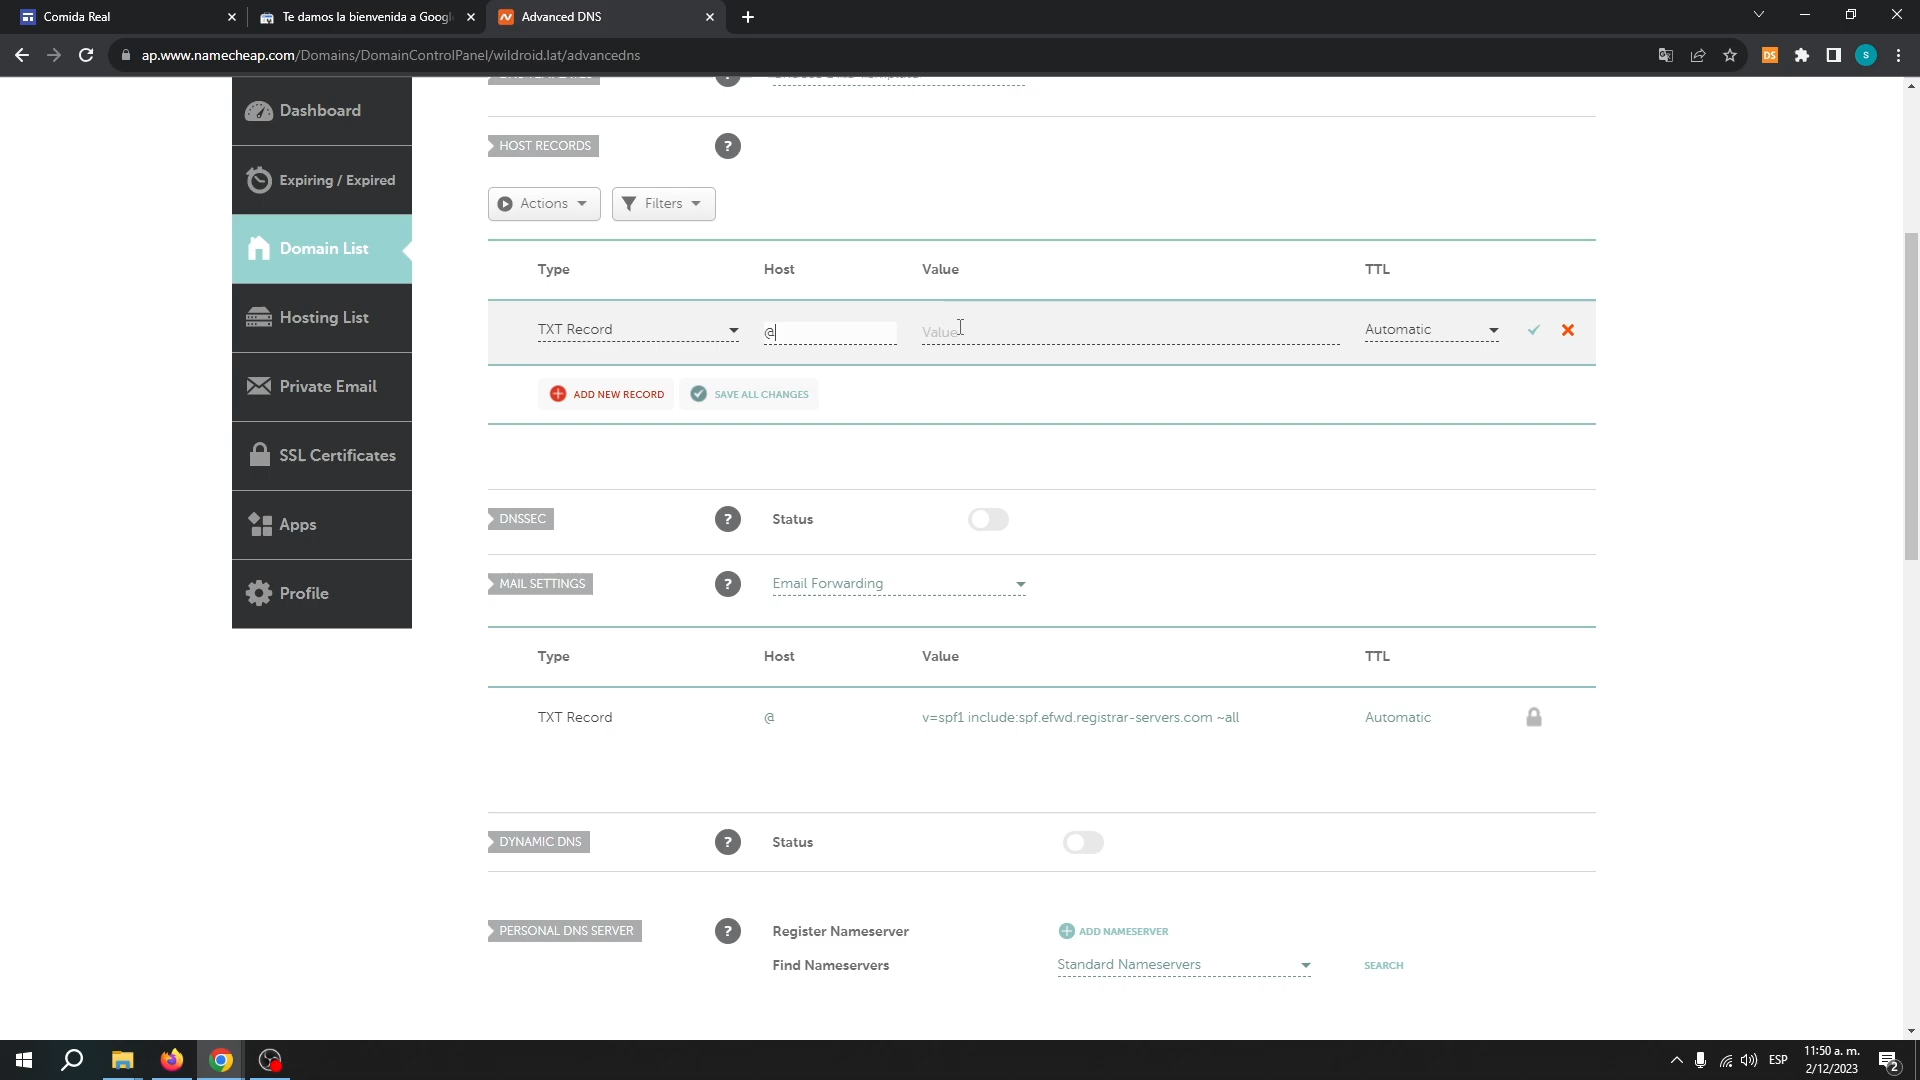 Comida Real
Te damos la bienvenida a Googl
Advanced DNS
ap.www.namecheap.com/Domains/DomainControlPanel/wildroid.lat/advancedns
DS
S
Dashboard
Expiring / Expired
Domain List
Hosting List
Private Email
SSL Certificates
Apps
Profile
HOST RECORDS ?
Actions Filters
Type Host Value TTL
TXT Record @ Value Automatic
ADD NEW RECORD SAVE ALL CHANGES
DNSSEC ? Status
MAIL SETTINGS ? Email Forwarding
Type Host Value TTL
TXT Record @ v=spf1 include:spf.efwd.registrar-servers.com ~all Automatic
DYNAMIC DNS ? Status
PERSONAL DNS SERVER ? Register Nameserver ADD NAMESERVER
Find Nameservers Standard Nameservers SEARCH
ESP
11:50 a. m.
2/12/2023
2